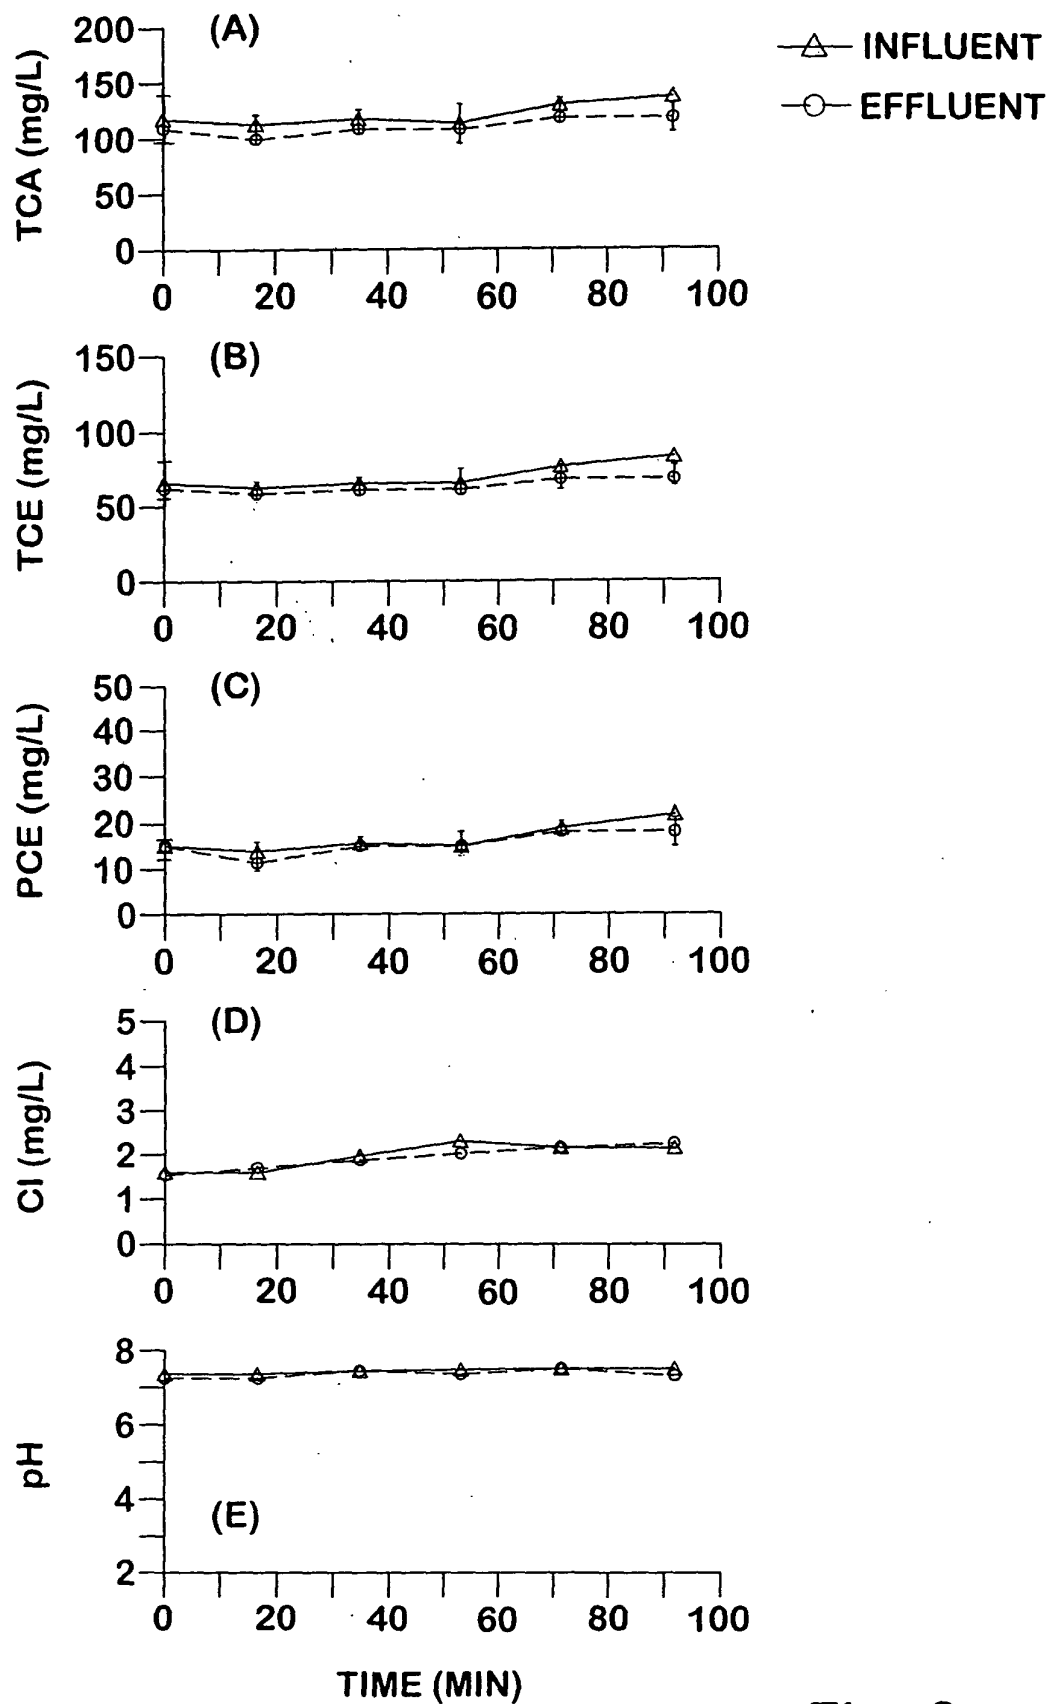 (A)
INFLUENT
EFFLUENT
TCA (mg/L)
200
150
100
50
0
0 20 40 60 80 100
(B)
TCE (mg/L)
150
100
50
0
0 20 40 60 80 100
(C)
PCE (mg/L)
50
40
30
20
10
0
0 20 40 60 80 100
(D)
Cl (mg/L)
5
4
3
2
1
0
0 20 40 60 80 100
pH
8
6
4
2
(E)
0 20 40 60 80 100
TIME (MIN)